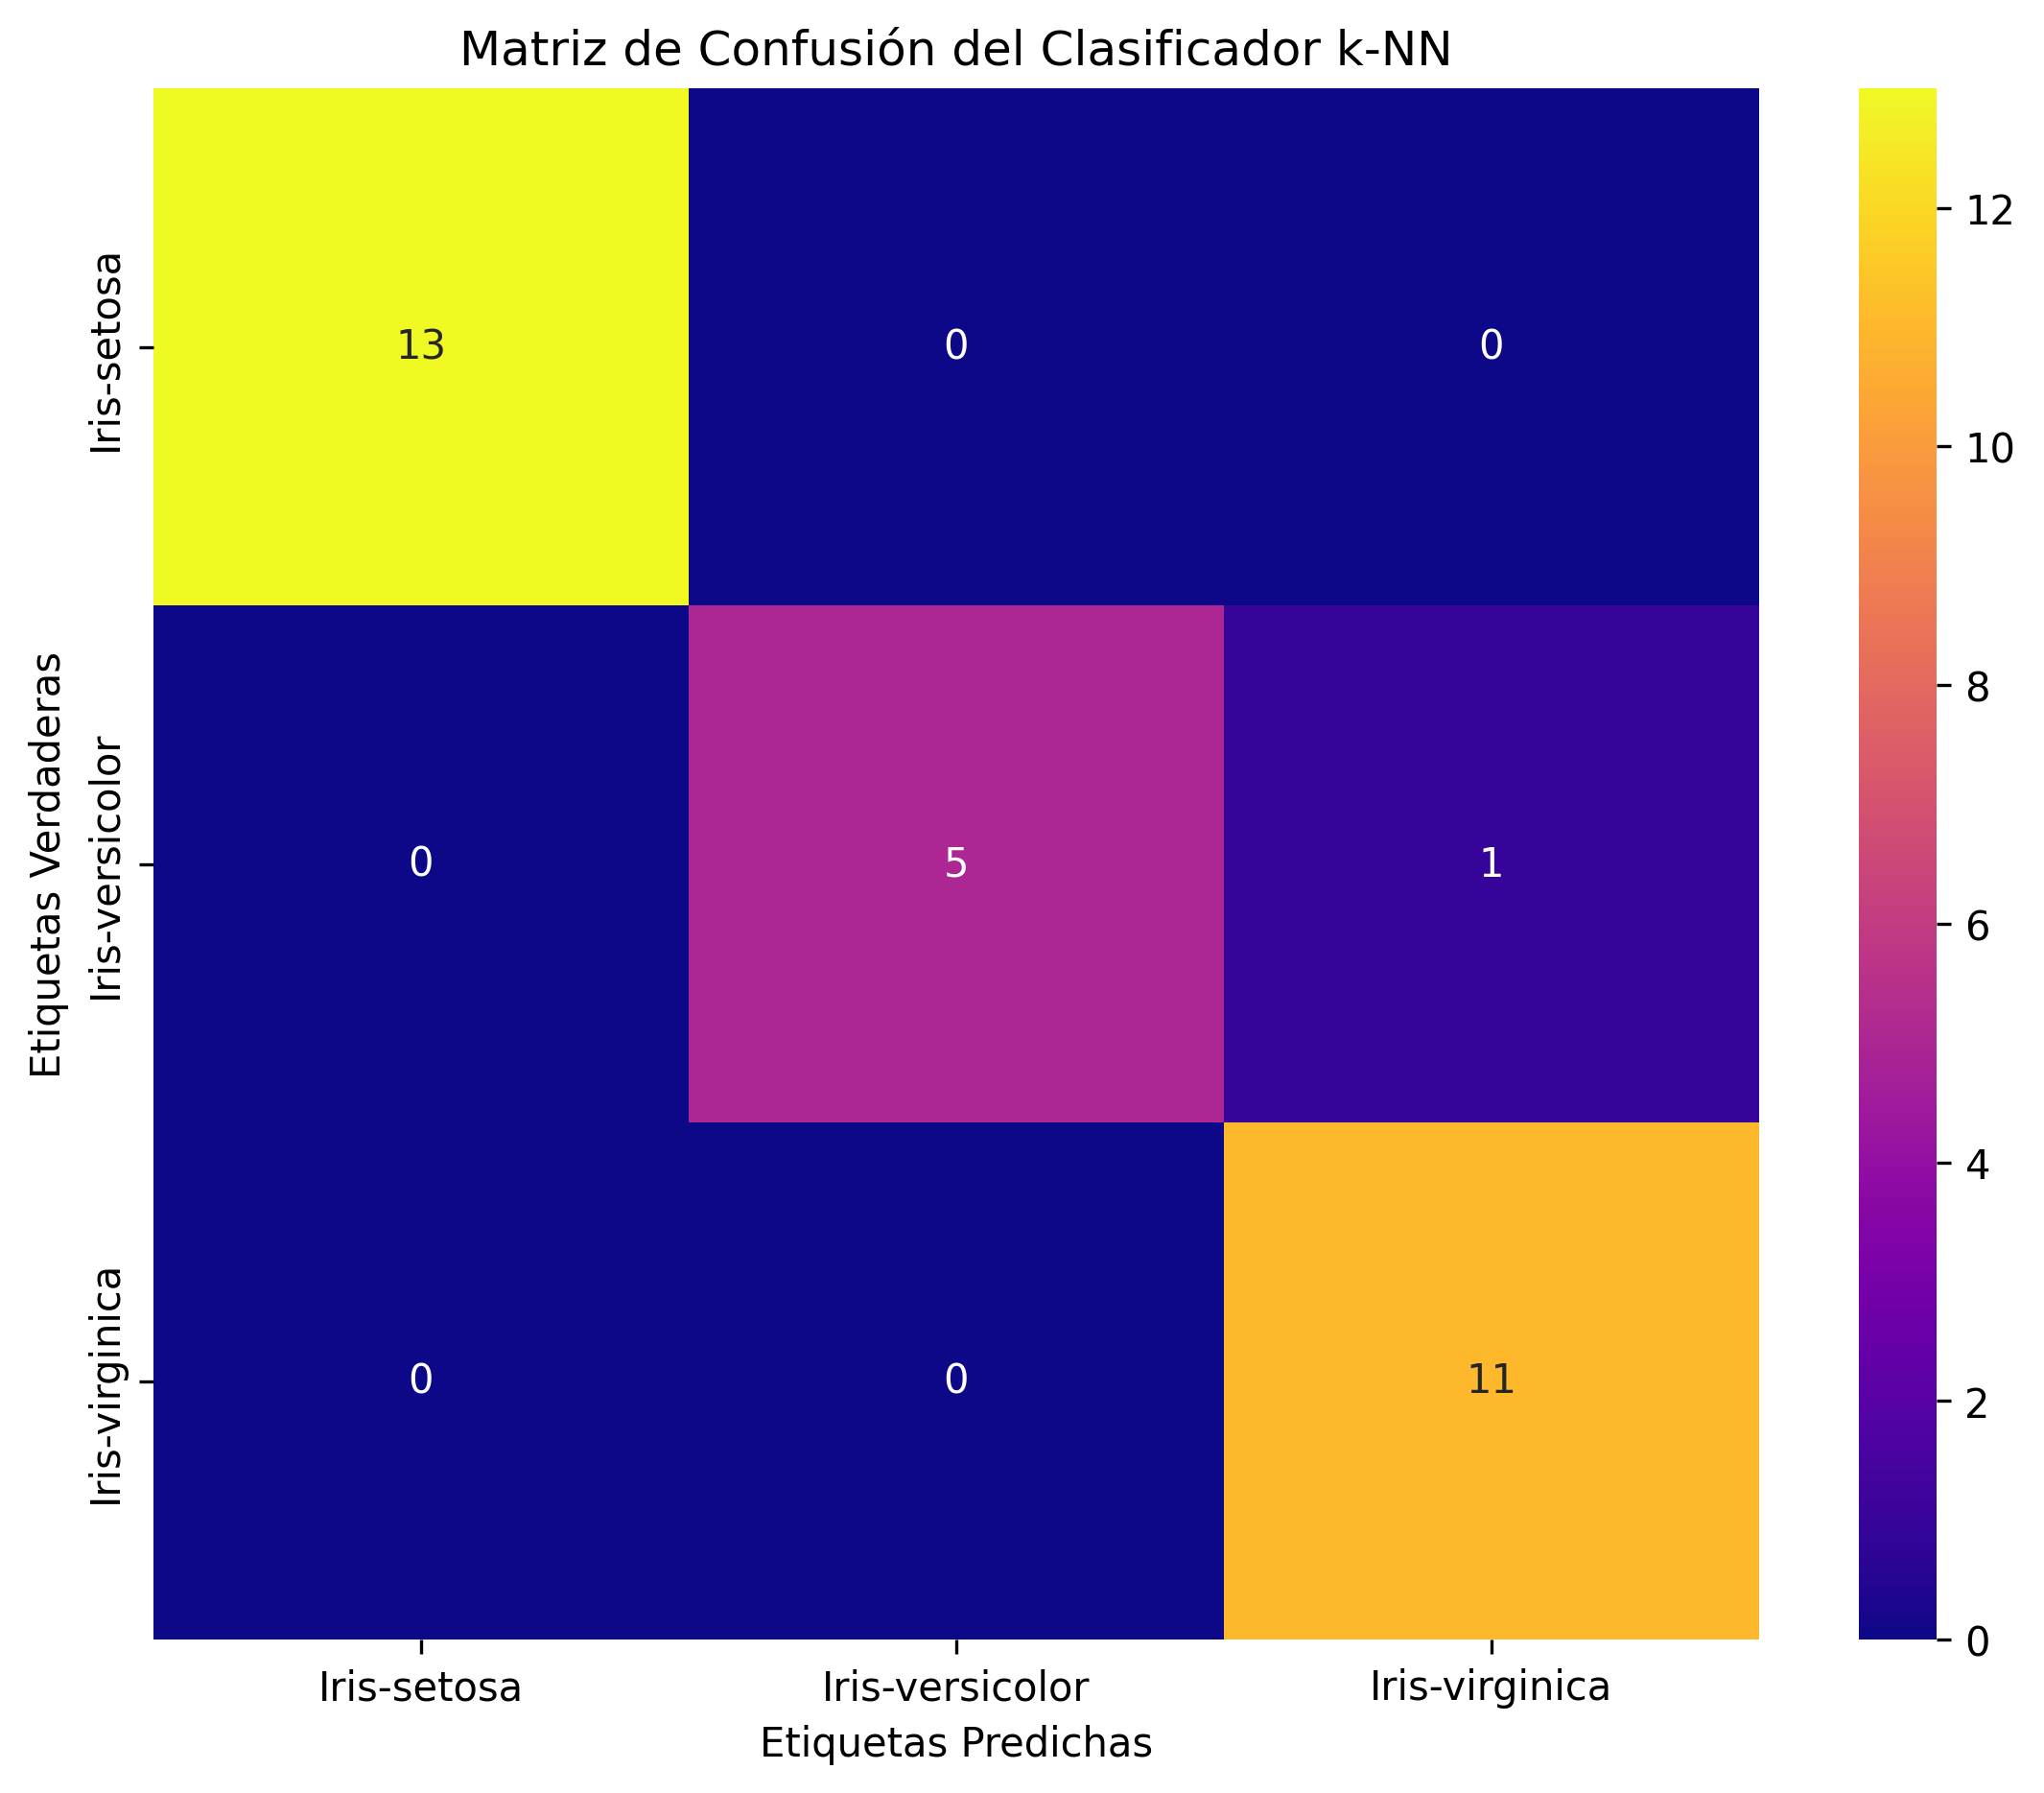 Matriz de Confusión del Clasificador k-NN
Etiquetas Verdaderas
Iris-setosa
13 0 0
Iris-versicolor
0 5 1
Iris-virginica
0 0 11
Iris-setosa Iris-versicolor Iris-virginica
Etiquetas Predichas
12
10
8
6
4
2
0